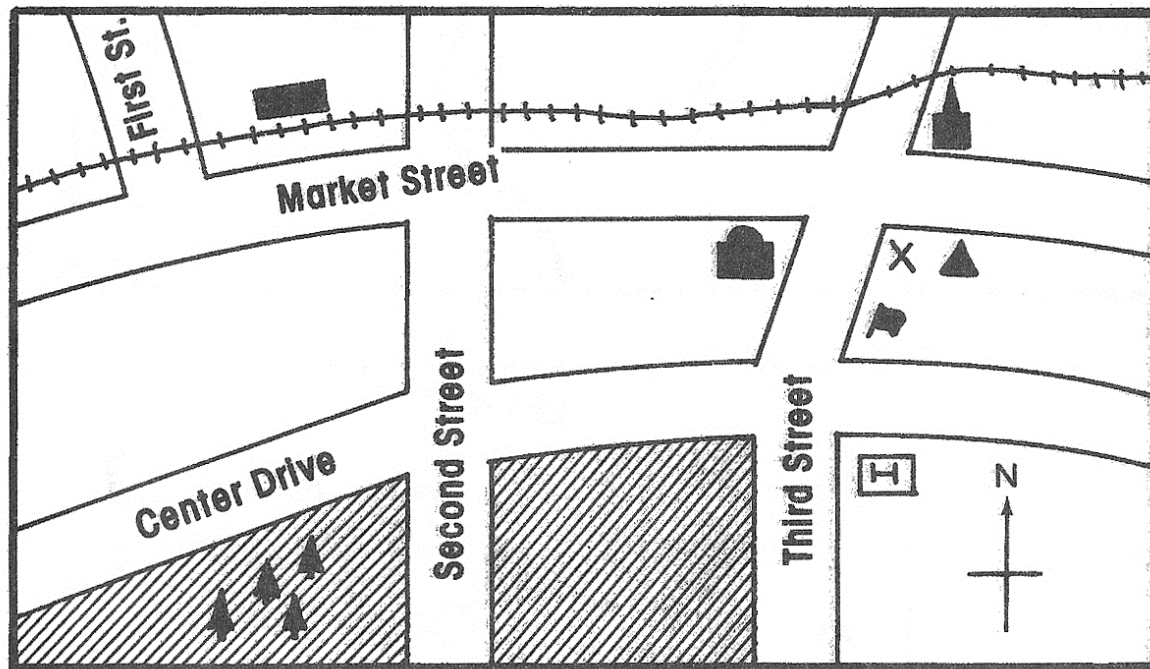 First St.
Market Street
Center Drive
Second Street
Third Street
H
N